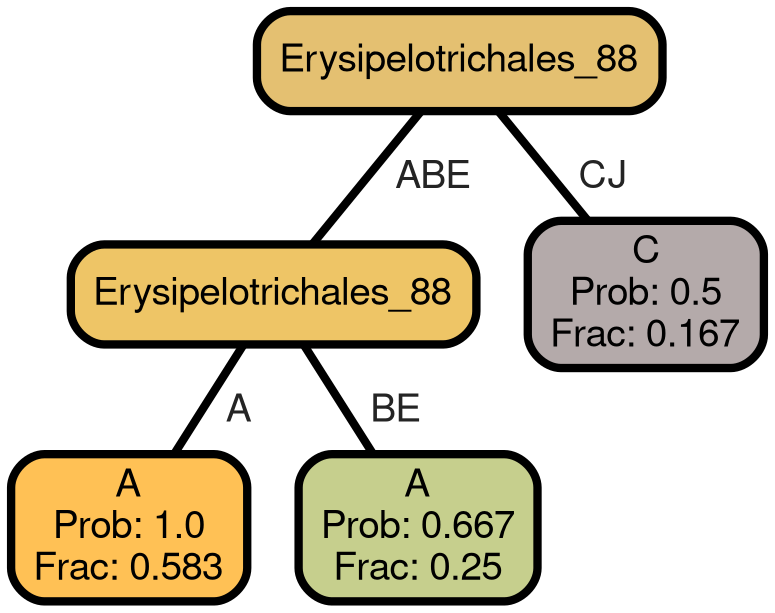 Erysipelotrichales_88
ABE
CJ
C
Prob: 0.5
Frac: 0.167
Erysipelotrichales_88
A
BE
A
Prob: 1.0
Frac: 0.583
A
Prob: 0.667
Frac: 0.25